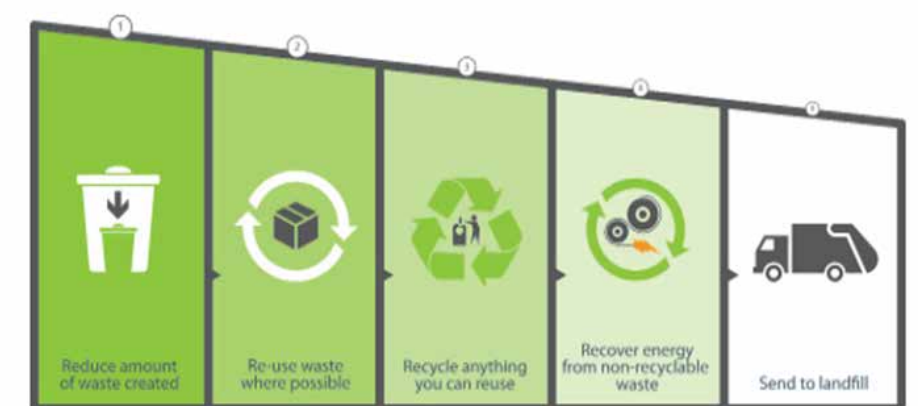 1
2
3
4
5
Reduce amount
of waste created
Re-use waste
where possible
Recycle anything
you can reuse
Recover energy
from non-recyclable
waste
Send to landfill